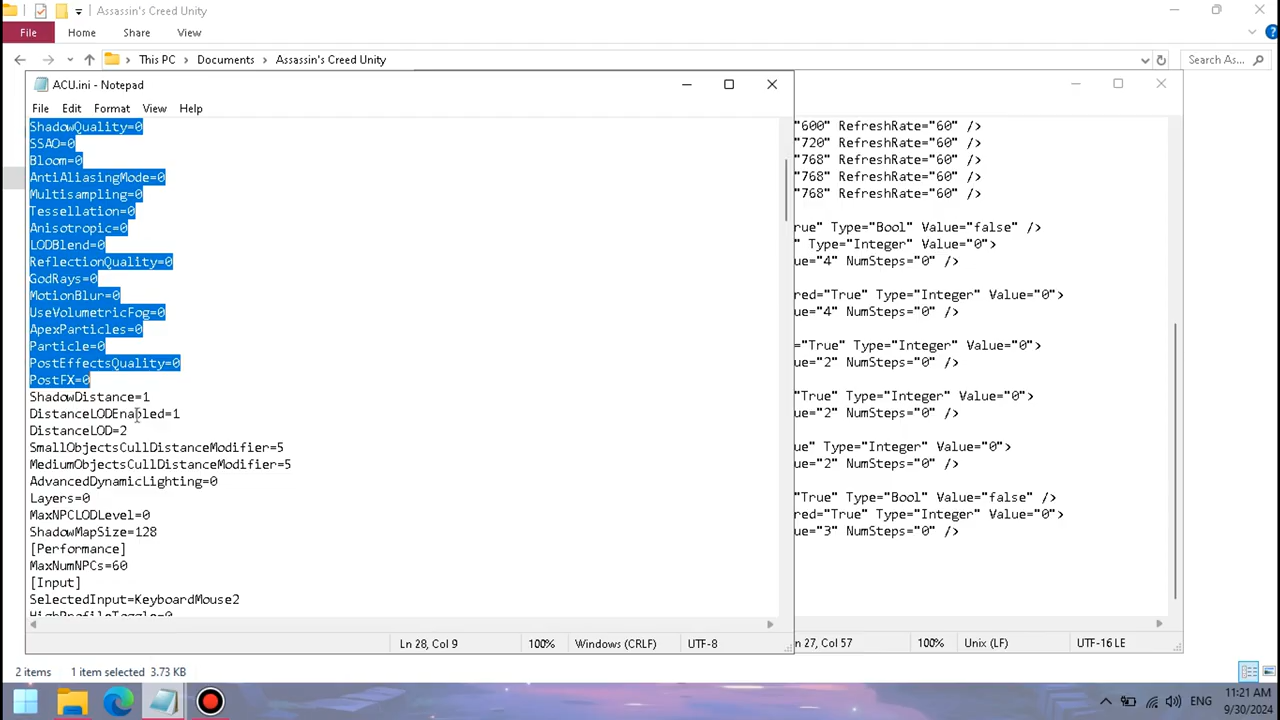 Assassin's Creed Unity
File Home Share View
This PC > Documents > Assassin's Creed Unity
Search As...
ACU.ini - Notepad
File Edit Format View Help
ShadowQuality=0
SSAO=0
Bloom=0
AntiAliasingMode=0
Multisampling=0
Tessellation=0
Anisotropic=0
LODBlend=0
ReflectionQuality=0
GodRays=0
MotionBlur=0
UseVolumetricFog=0
ApexParticles=0
Particle=0
PostEffectsQuality=0
PostFX=0
ShadowDistance=1
DistanceLODEnabled=1
DistanceLOD=2
SmallObjectsCullDistanceModifier=5
MediumObjectsCullDistanceModifier=5
AdvancedDynamicLighting=0
Layers=0
MaxNPCLODLevel=0
ShadowMapSize=128
[Performance]
MaxNumNPCs=60
[Input]
SelectedInput=KeyboardMouse2
HighProfileToggle=0
Ln 28, Col 9 100% Windows (CRLF) UTF-8
"600" RefreshRate="60" />
"720" RefreshRate="60" />
"768" RefreshRate="60" />
"768" RefreshRate="60" />
"768" RefreshRate="60" />
rue" Type="Bool" Value="false" />
" Type="Integer" Value="0">
ue="4" NumSteps="0" />
red="True" Type="Integer" Value="0">
ue="4" NumSteps="0" />
="True" Type="Integer" Value="0">
ue="2" NumSteps="0" />
"True" Type="Integer" Value="0">
ue="2" NumSteps="0" />
ue" Type="Integer" Value="0">
ue="2" NumSteps="0" />
"True" Type="Bool" Value="false" />
red="True" Type="Integer" Value="0">
ue="3" NumSteps="0" />
n 27, Col 57 100% Unix (LF) UTF-16 LE
2 items 1 item selected 3.73 KB
ENG
11:21 AM
9/30/2024